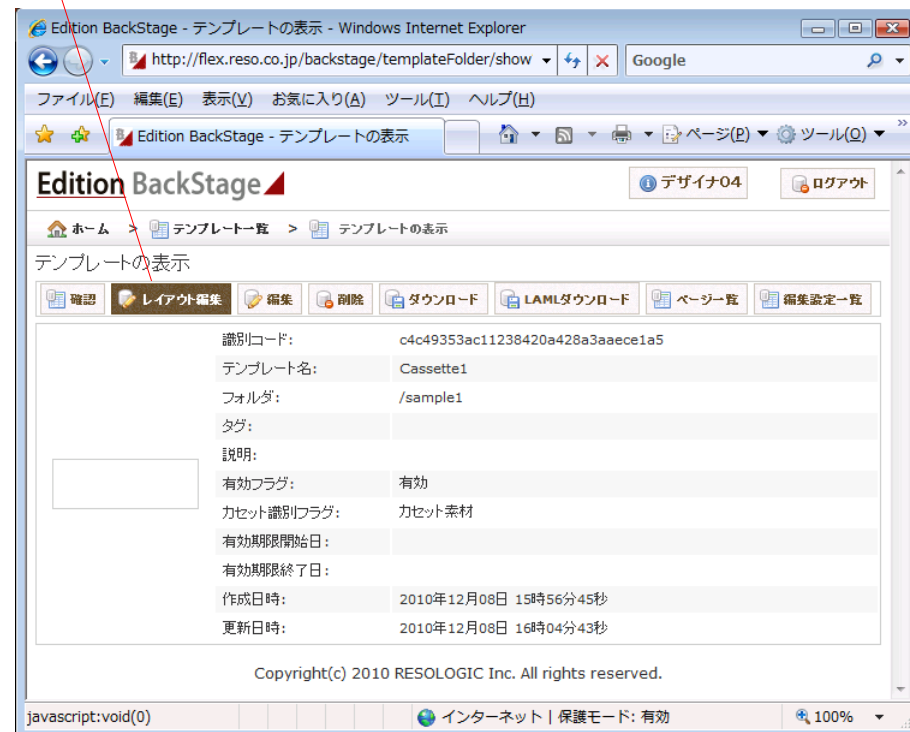 Edition BackStage - テンプレートの表示 - Windows Internet Explorer
http://flex.reso.co.jp/backstage/templateFolder/show
Google
ファイル(F) 編集(E) 表示(V) お気に入り(A) ツール(T) ヘルプ(H)
Edition BackStage - テンプレートの表示
ページ(P) ツール(O) »
Edition BackStage
デザイナ04 ログアウト
ホーム > テンプレート一覧 > テンプレートの表示
テンプレートの表示
確認 レイアウト編集 編集 削除 ダウンロード LAMLダウンロード ページ一覧 編集設定一覧
識別コード: c4c49353ac11238420a428a3aaece1a5
テンプレート名: Cassette1
フォルダ: /sample1
タグ:
説明:
有効フラグ: 有効
カセット識別フラグ: カセット素材
有効期限開始日:
有効期限終了日:
作成日時: 2010年12月08日 15時56分45秒
更新日時: 2010年12月08日 16時04分43秒
Copyright(c) 2010 RESOLOGIC Inc. All rights reserved.
javascript:void(0) インターネット | 保護モード: 有効 100%